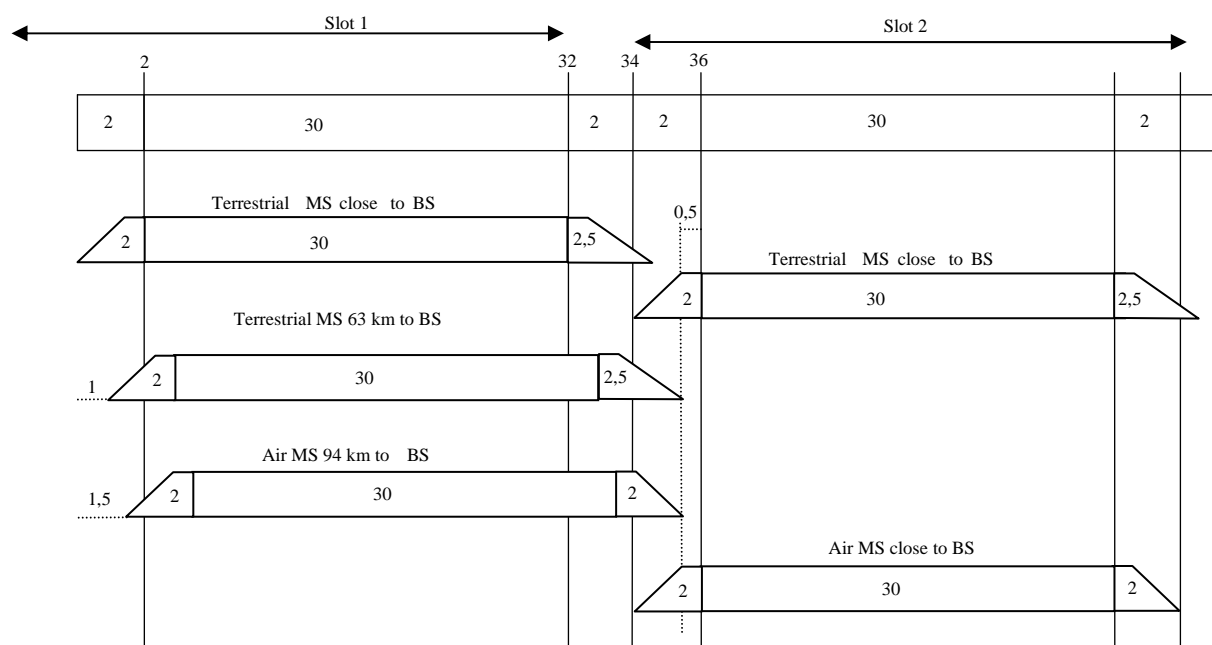 Slot 1
Slot 2
2 32 34 36
2 30 2 2 30 2
Terrestrial MS close to BS
2 30 2,5
0,5
Terrestrial MS close to BS
2 30 2,5
Terrestrial MS 63 km to BS
1 2 30 2,5
Air MS 94 km to BS
1,5 2 30 2
Air MS close to BS
2 30 2